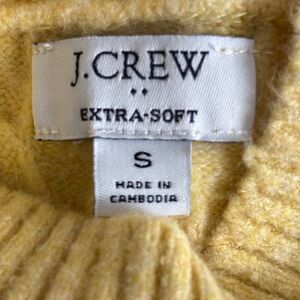 J.CREW
..
EXTRA-SOFT
S
MADE IN
CAMBODIA